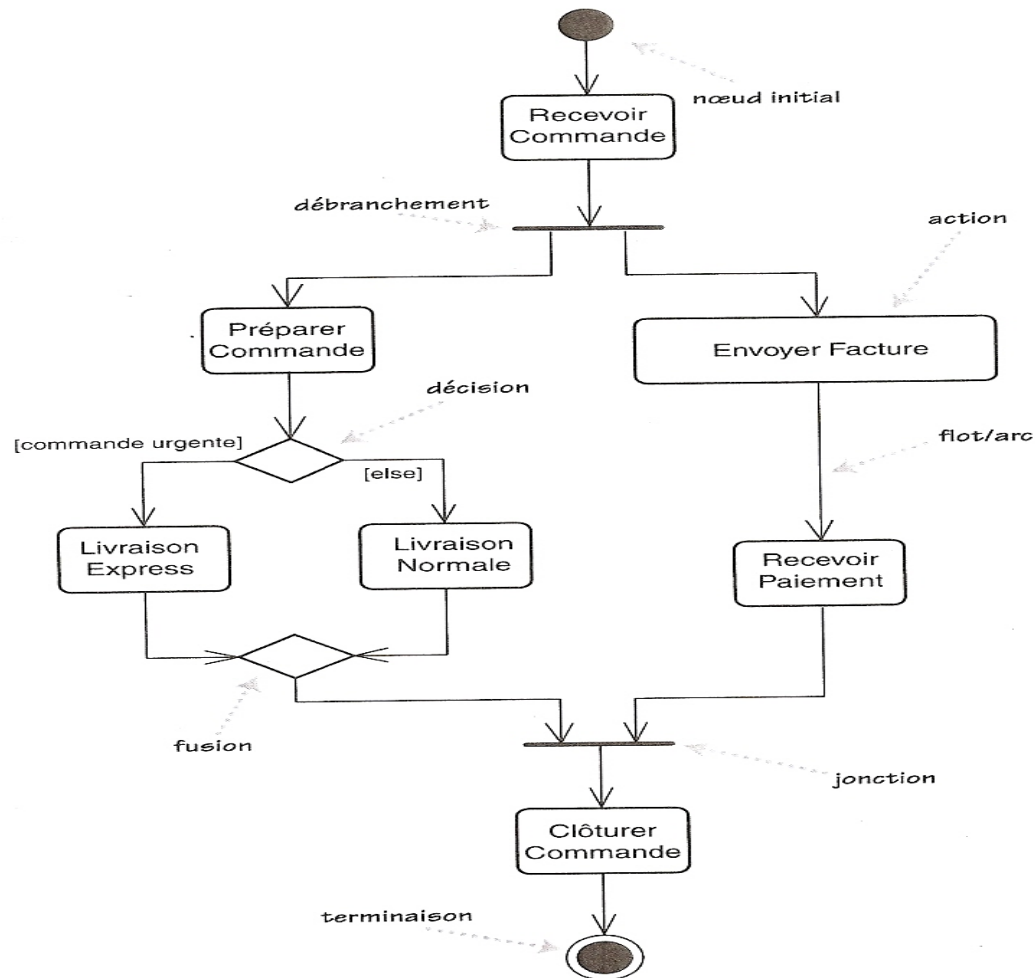 nœud initial
Recevoir
Commande
débranchement
action
Préparer
Commande
Envoyer Facture
décision
[commande urgente]
[else]
flot/arc
Livraison
Express
Livraison
Normale
Recevoir
Paiement
fusion
jonction
Clôturer
Commande
terminaison